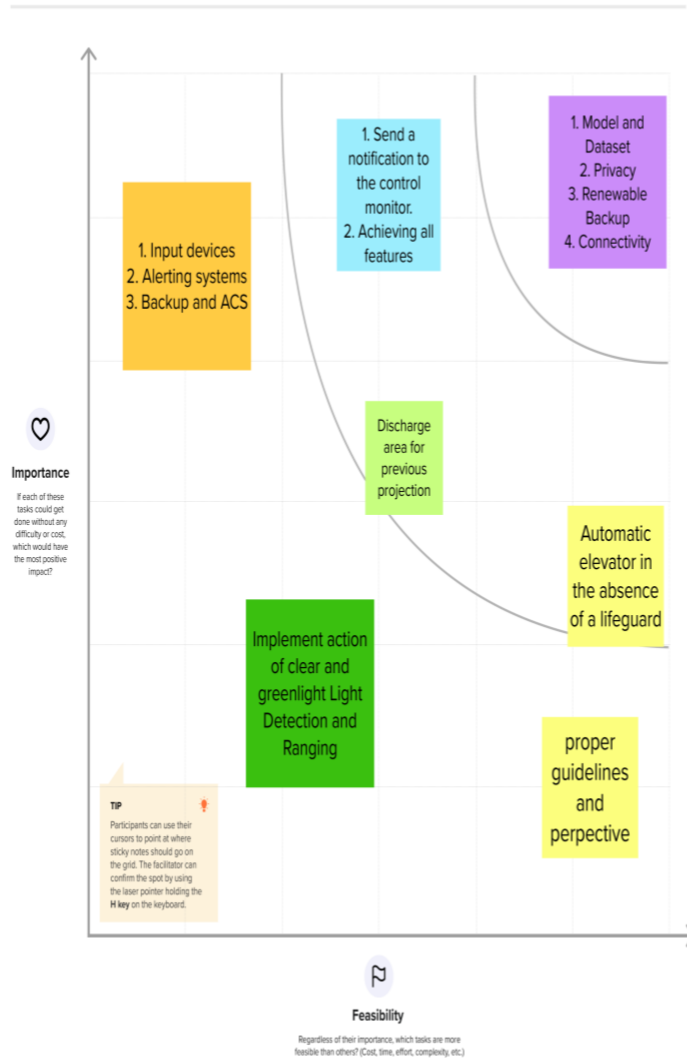 1. Model and
Dataset
2. Privacy
3. Renewable
Backup
4. Connectivity
1. Send a
notification to
the control
monitor.
2. Achieving all
features
1. Input devices
2. Alerting systems
3. Backup and ACS
Discharge
area for
previous
projection
Importance
If each of these
tasks could get
done without any
difficulty or cost,
which would have
the most positive
impact?
Automatic
elevator in
the absence
of a lifeguard
Implement action
of clear and
greenlight Light
Detection and
Ranging
proper
guidelines
and
perpective
TIP
Participants can use their
cursors to point at where
sticky notes should go on
the grid. The facilitator can
confirm the spot by using
the laser pointer holding the
H key on the keyboard.
Feasibility
Regardless of their importance, which tasks are more
feasible than others? (Cost, time, effort, complexity, etc.)